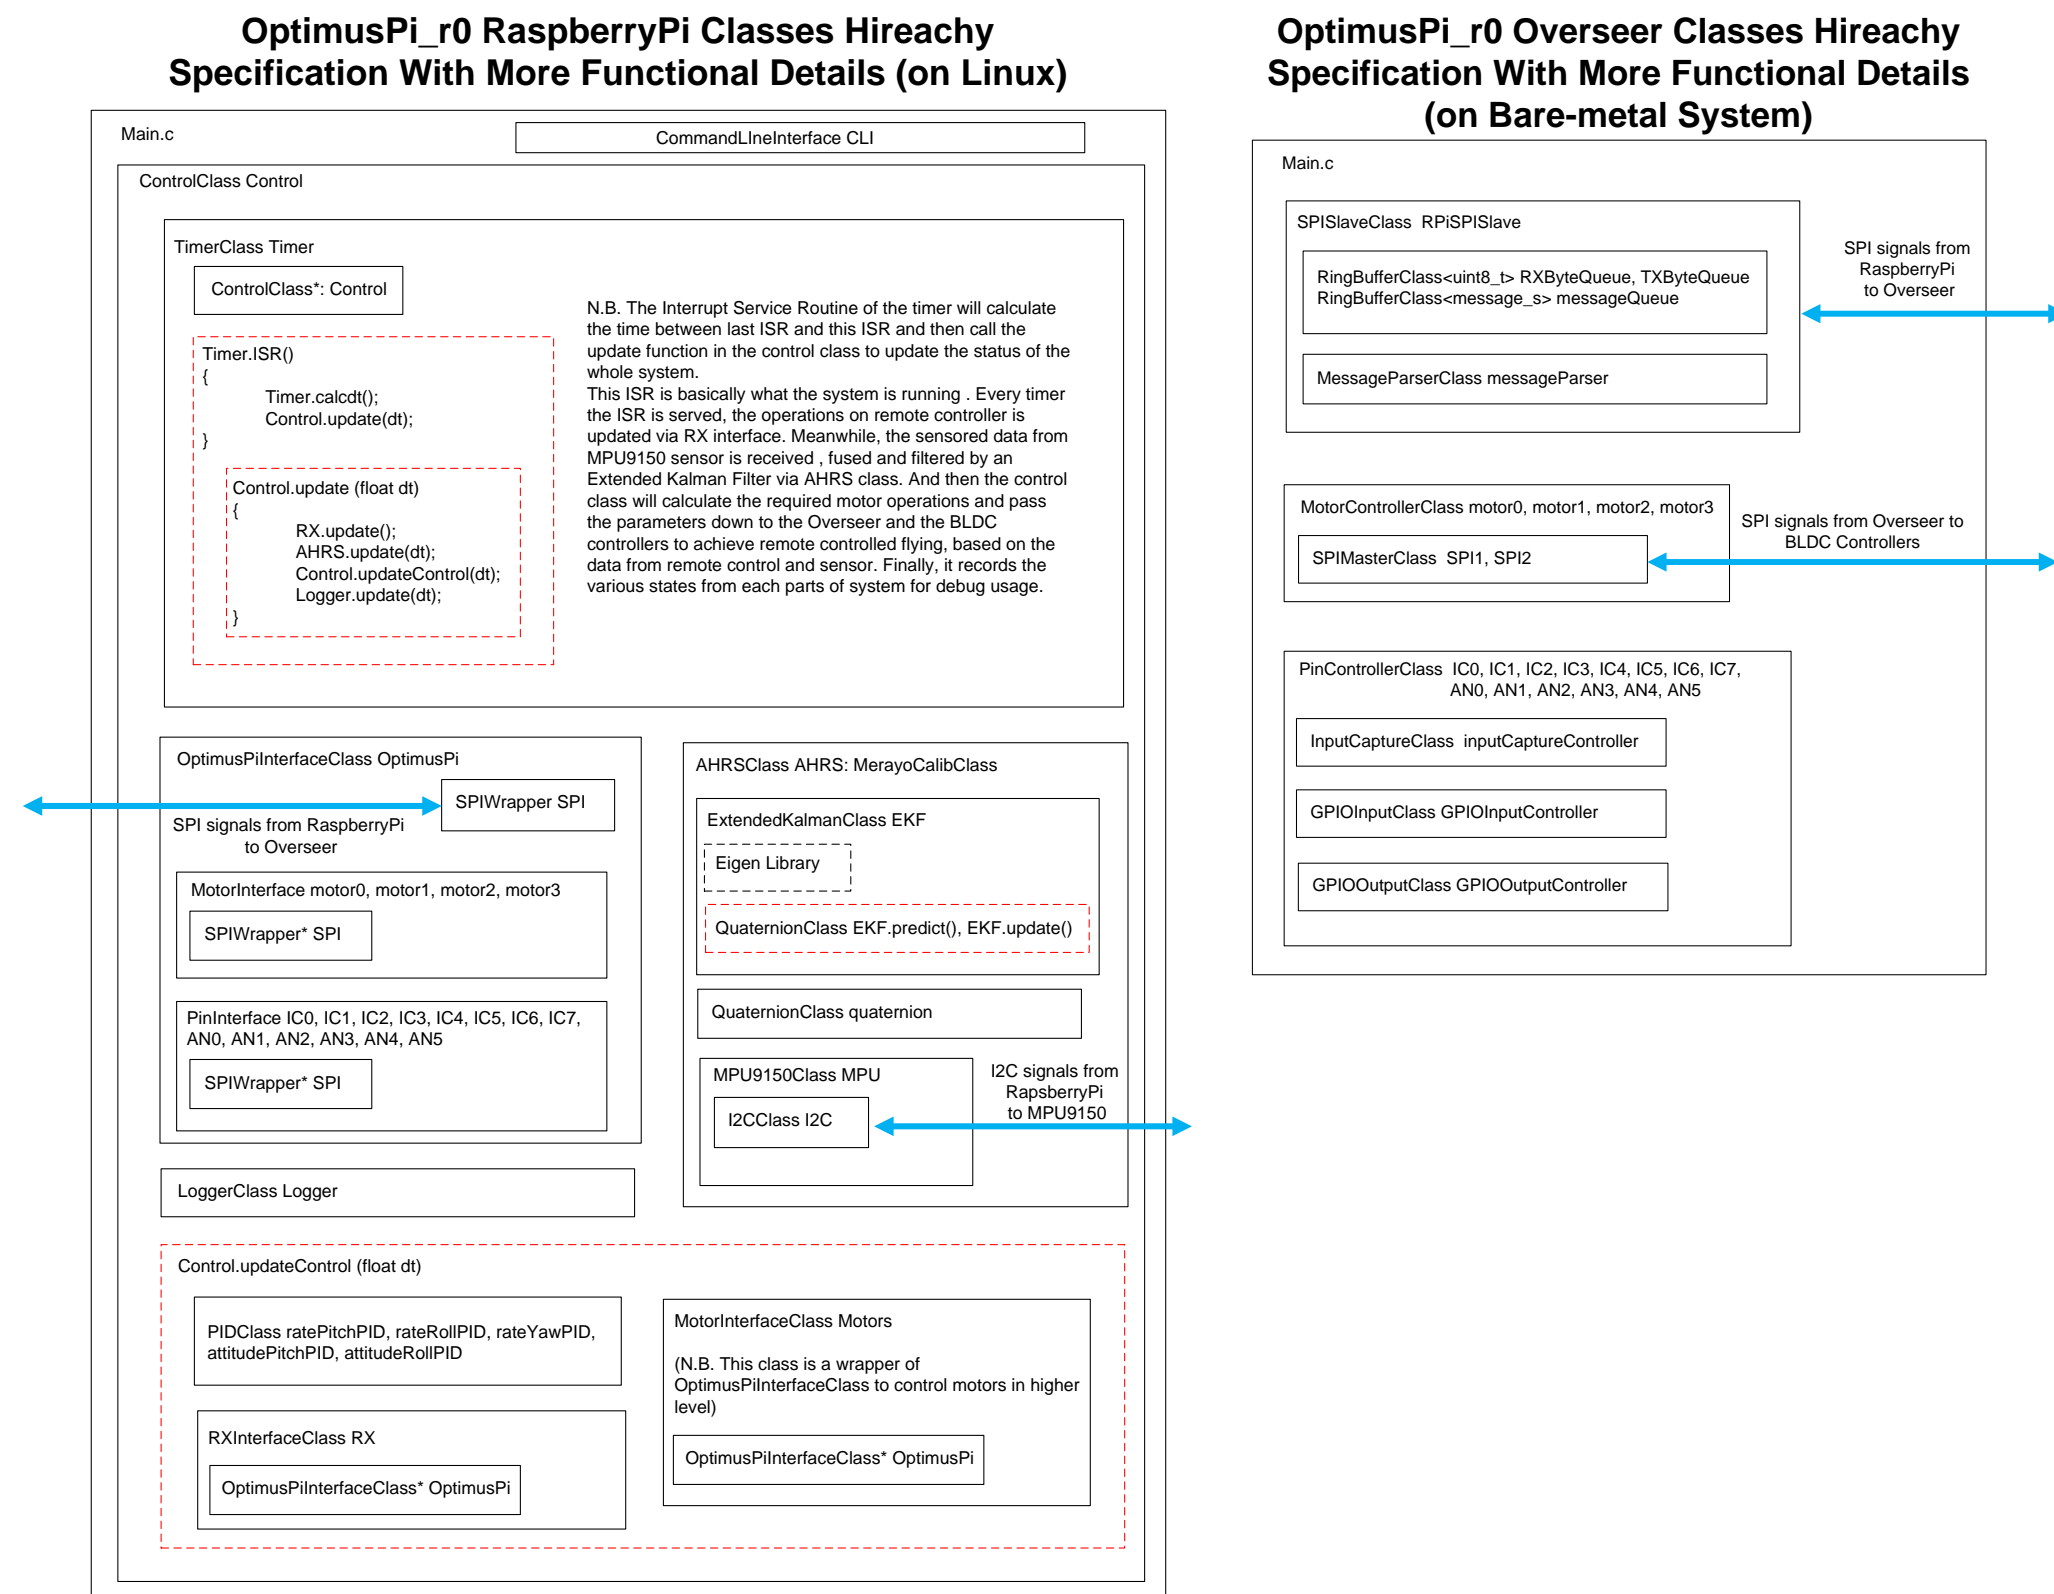 OptimusPi_r0 RaspberryPi Classes Hireachy
Specification With More Functional Details (on Linux)
Main.c
CommandLIneInterface CLI
ControlClass Control
TimerClass Timer
ControlClass*: Control
Timer.ISR()
{
Timer.calcdt();
Control.update(dt);
}
Control.update (float dt)
{
RX.update();
AHRS.update(dt);
Control.updateControl(dt);
Logger.update(dt);
}
N.B. The Interrupt Service Routine of the timer will calculate
the time between last ISR and this ISR and then call the
update function in the control class to update the status of the
whole system.
This ISR is basically what the system is running . Every timer
the ISR is served, the operations on remote controller is
updated via RX interface. Meanwhile, the sensored data from
MPU9150 sensor is received , fused and filtered by an
Extended Kalman Filter via AHRS class. And then the control
class will calculate the required motor operations and pass
the parameters down to the Overseer and the BLDC
controllers to achieve remote controlled flying, based on the
data from remote control and sensor. Finally, it records the
various states from each parts of system for debug usage.
OptimusPiInterfaceClass OptimusPi
SPIWrapper SPI
SPI signals from RaspberryPi
to Overseer
MotorInterface motor0, motor1, motor2, motor3
SPIWrapper* SPI
PinInterface IC0, IC1, IC2, IC3, IC4, IC5, IC6, IC7,
AN0, AN1, AN2, AN3, AN4, AN5
SPIWrapper* SPI
LoggerClass Logger
AHRSClass AHRS: MerayoCalibClass
ExtendedKalmanClass EKF
Eigen Library
QuaternionClass EKF.predict(), EKF.update()
QuaternionClass quaternion
MPU9150Class MPU
I2CClass I2C
I2C signals from
RapsberryPi
to MPU9150
Control.updateControl (float dt)
PIDClass ratePitchPID, rateRollPID, rateYawPID,
attitudePitchPID, attitudeRollPID
RXInterfaceClass RX
OptimusPiInterfaceClass* OptimusPi
MotorInterfaceClass Motors
(N.B. This class is a wrapper of
OptimusPiInterfaceClass to control motors in higher
level)
OptimusPiInterfaceClass* OptimusPi
OptimusPi_r0 Overseer Classes Hireachy
Specification With More Functional Details
(on Bare-metal System)
Main.c
SPISlaveClass RPiSPISlave
RingBufferClass<uint8_t> RXByteQueue, TXByteQueue
RingBufferClass<message_s> messageQueue
MessageParserClass messageParser
SPI signals from
RaspberryPi
to Overseer
MotorControllerClass motor0, motor1, motor2, motor3
SPIMasterClass SPI1, SPI2
SPI signals from Overseer to
BLDC Controllers
PinControllerClass IC0, IC1, IC2, IC3, IC4, IC5, IC6, IC7,
AN0, AN1, AN2, AN3, AN4, AN5
InputCaptureClass inputCaptureController
GPIOInputClass GPIOInputController
GPIOOutputClass GPIOOutputController